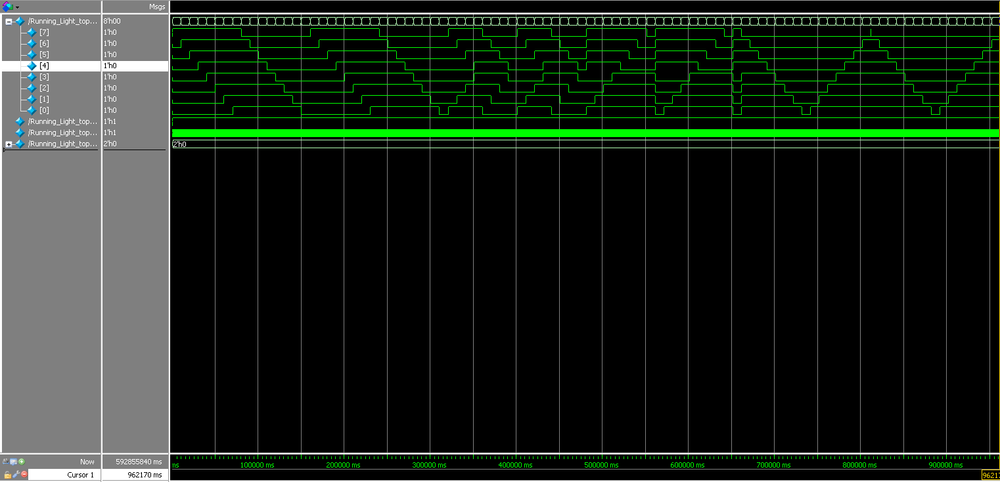 Msgs
/Running_Light_top... 8'h00
[7] 1'h0
[6] 1'h0
[5] 1'h0
[4] 1'h0
[3] 1'h0
[2] 1'h0
[1] 1'h0
[0] 1'h0
/Running_Light_top... 1'h1
/Running_Light_top... 1'h1
/Running_Light_top... 2'h0 2'h0
Now 592855840 ms ms 100000 ms 200000 ms 300000 ms 400000 ms 500000 ms 600000 ms 700000 ms 800000 ms 900000 ms
Cursor 1 962170 ms 96217